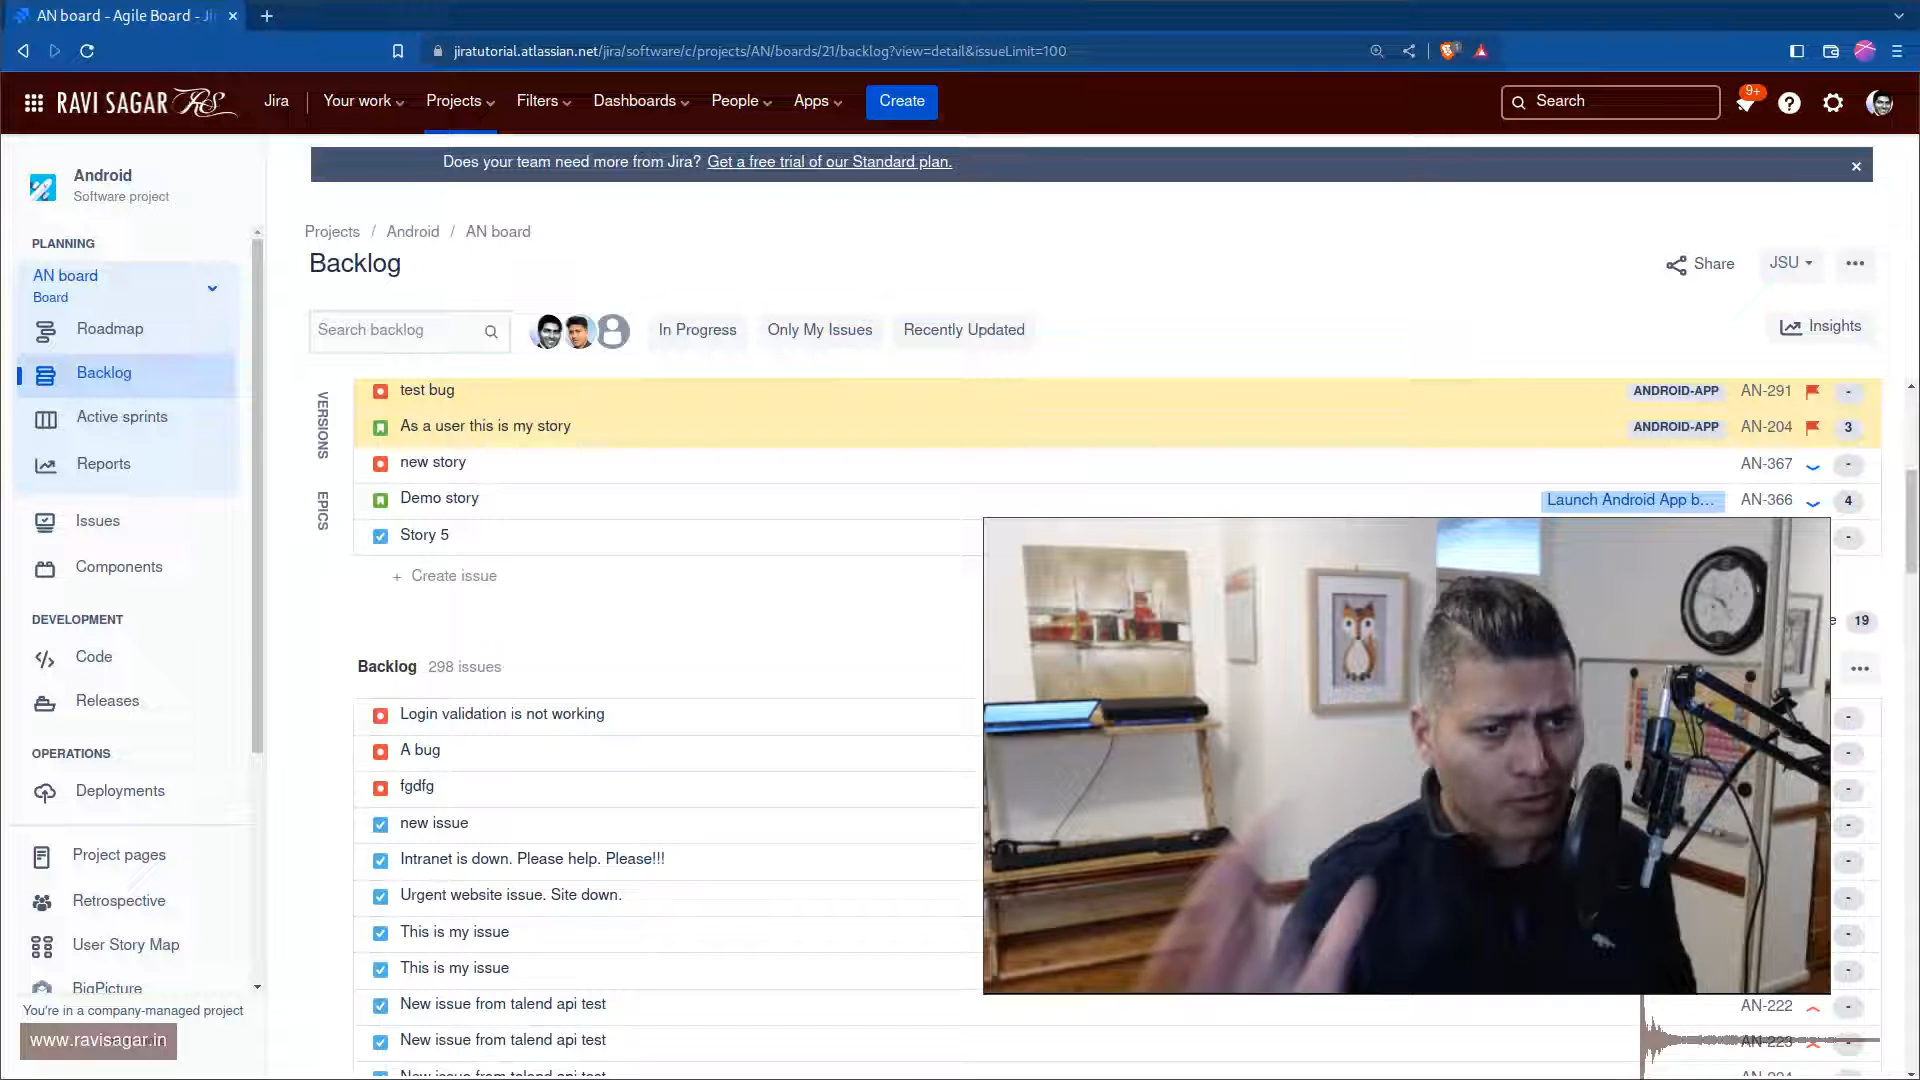 AN board - Agile Board - Ji
jiratutorial.atlassian.net/jira/software/c/projects/AN/boards/21/backlog?view=detail&issueLimit=100
RAVI SAGAR RS
Jira
Your work
Projects
Filters
Dashboards
People
Apps
Create
Search
9+
Does your team need more from Jira? Get a free trial of our Standard plan.
Android
Software project
PLANNING
AN board
Board
Roadmap
Backlog
Active sprints
Reports
Issues
Components
DEVELOPMENT
Code
Releases
OPERATIONS
Deployments
Project pages
Retrospective
User Story Map
BigPicture
You're in a company-managed project
www.ravisagar.in
Projects / Android / AN board
Backlog
Share
JSU
Search backlog
In Progress
Only My Issues
Recently Updated
Insights
VERSIONS
EPICS
test bug ANDROID-APP AN-291 -
As a user this is my story ANDROID-APP AN-204 3
new story AN-367 -
Demo story Launch Android App b... AN-366 4
Story 5 -
+ Create issue
e 19
Backlog 298 issues
Login validation is not working -
A bug -
fgdfg -
new issue -
Intranet is down. Please help. Please!!! -
Urgent website issue. Site down. -
This is my issue -
This is my issue -
New issue from talend api test AN-222 -
New issue from talend api test AN-223 -
New issue from talend api test